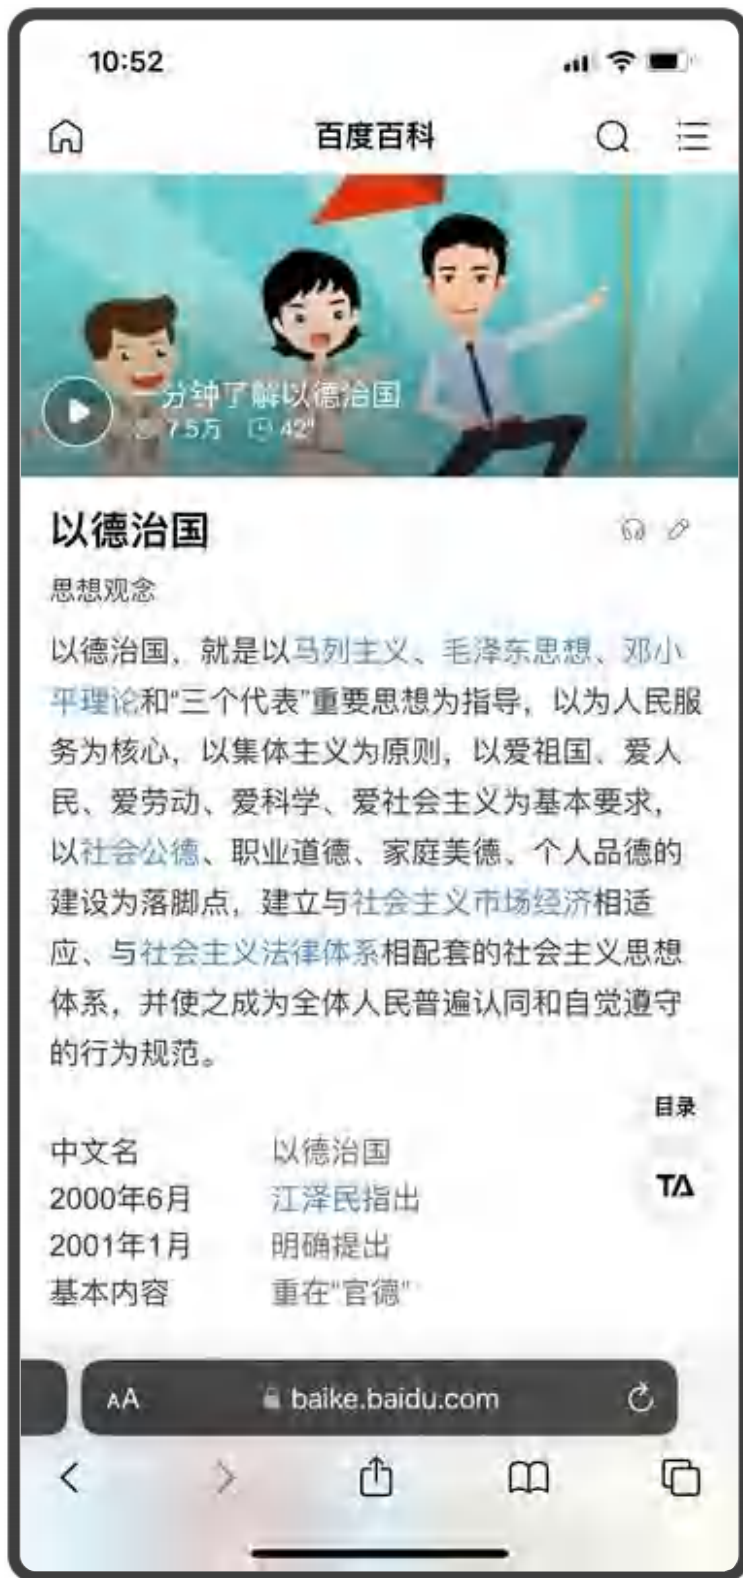 10:52
百度百科
一分钟了解以德治国
7.5万 42"
以德治国
思想观念
以德治国，就是以马列主义、毛泽东思想、邓小
平理论和“三个代表”重要思想为指导，以为人民服
务为核心，以集体主义为原则，以爱祖国、爱人
民、爱劳动、爱科学、爱社会主义为基本要求，
以社会公德、职业道德、家庭美德、个人品德的
建设为落脚点，建立与社会主义市场经济相适
应、与社会主义法律体系相配套的社会主义思想
体系，并使之成为全体人民普遍认同和自觉遵守
的行为规范。
目录
中文名 以德治国
TA
2000年6月 江泽民指出
2001年1月 明确提出
基本内容 重在“官德”
AA baike.baidu.com